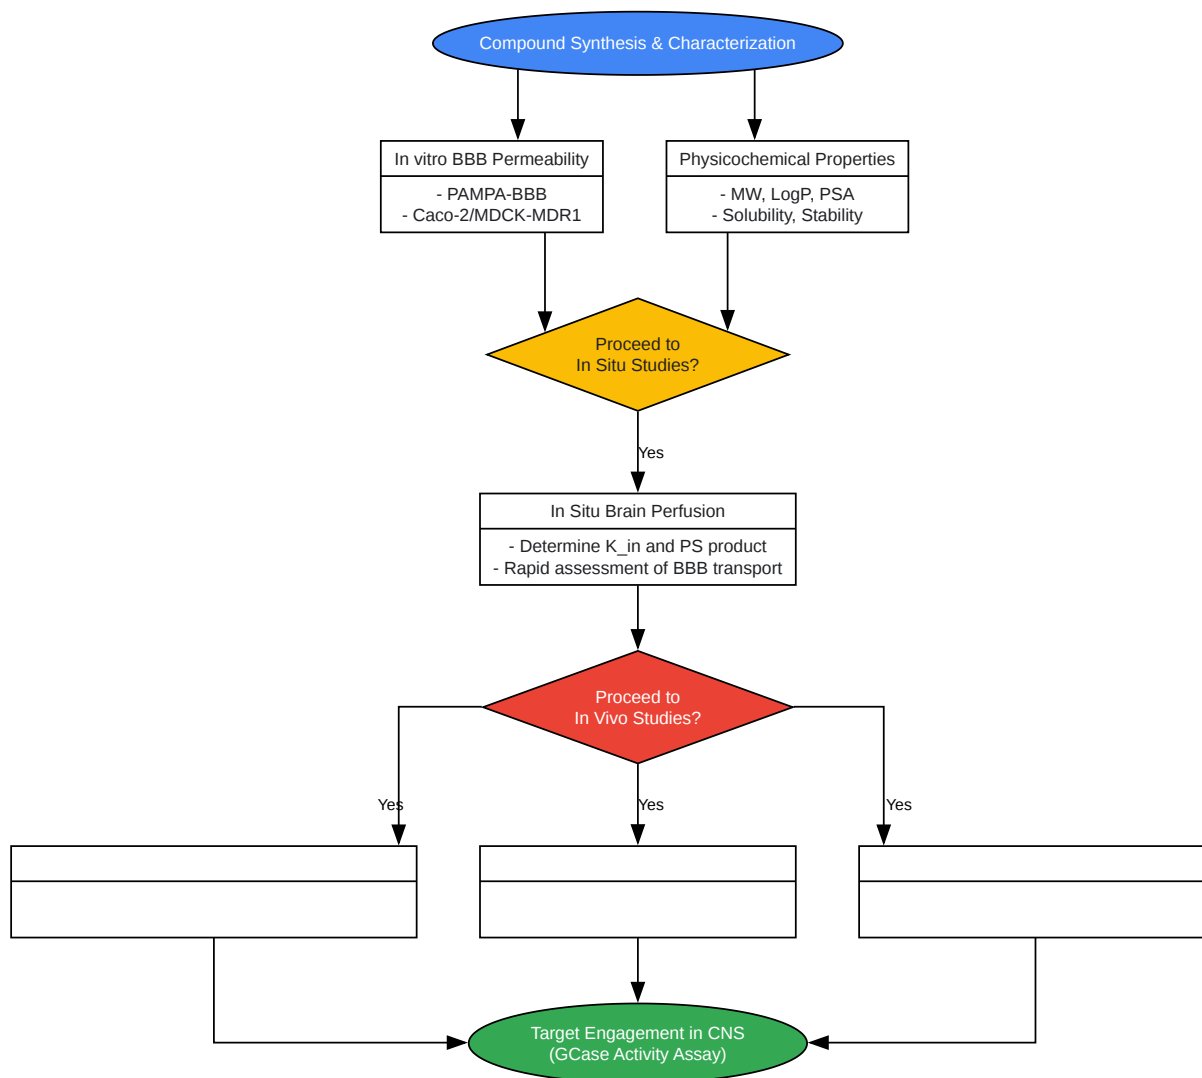 Compound Synthesis & Characterization
In vitro BBB Permeability
- PAMPA-BBB
- Caco-2/MDCK-MDR1
Physicochemical Properties
- MW, LogP, PSA
- Solubility, Stability
Proceed to
In Situ Studies?
Yes
In Situ Brain Perfusion
- Determine K_in and PS product
- Rapid assessment of BBB transport
Proceed to
In Vivo Studies?
Yes
Yes
Yes
Target Engagement in CNS
(GCase Activity Assay)